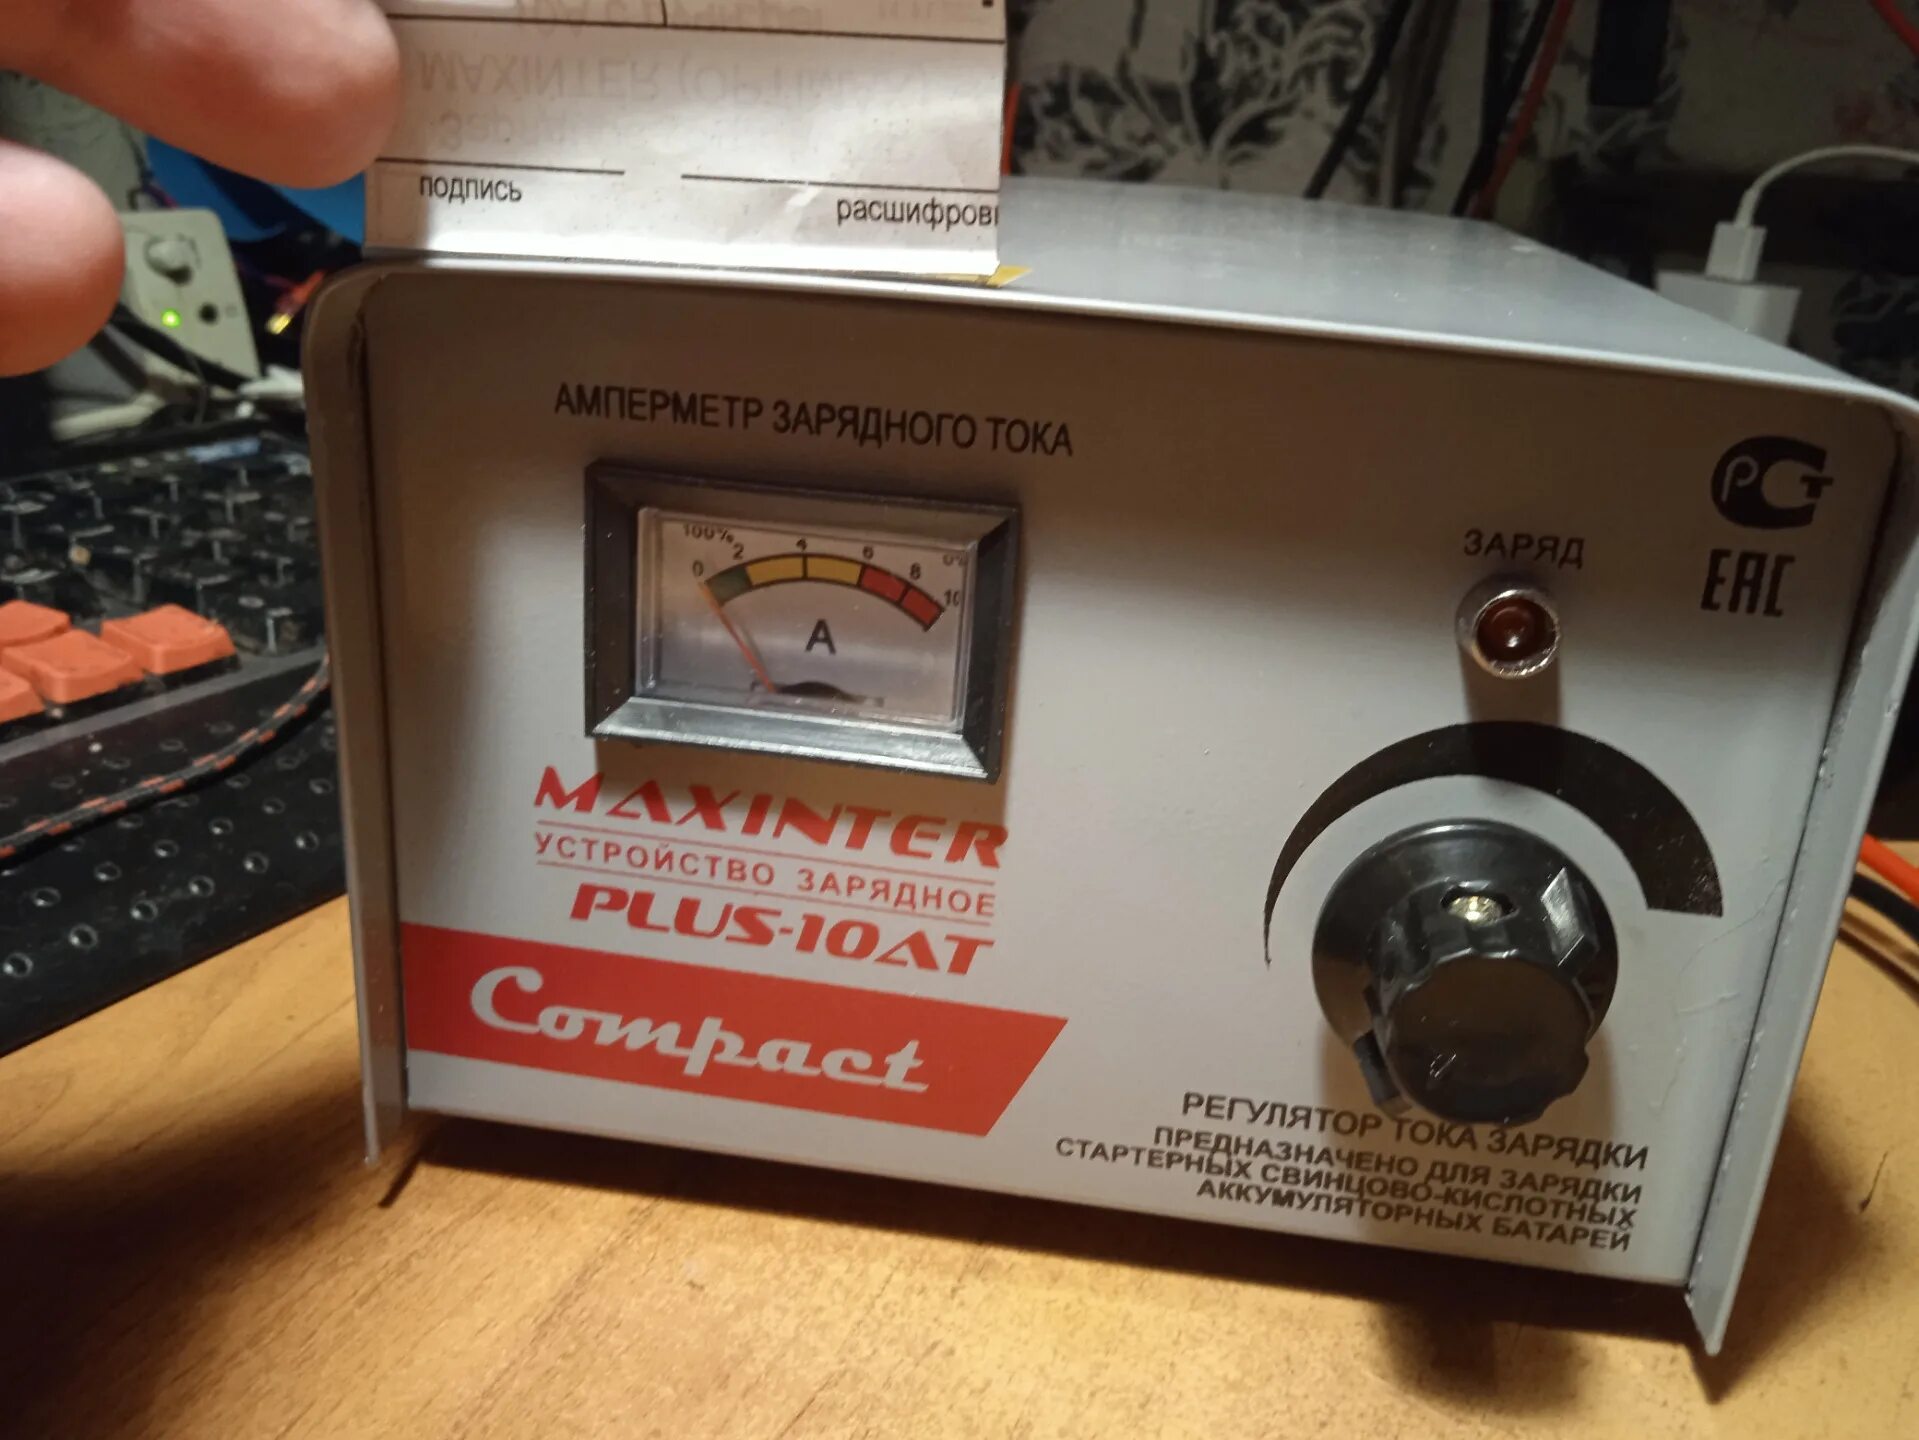 подпись
расшифров
АМПЕРМЕТР ЗАРЯДНОГО ТОКА
100% 0%
0 2 4 6 8 10
A
ЗАРЯД
РСТ
EAC
MAXINTER
УСТРОЙСТВО ЗАРЯДНОЕ
PLUS-10AT
Compact
РЕГУЛЯТОР ТОКА ЗАРЯДКИ
ПРЕДНАЗНАЧЕНО ДЛЯ ЗАРЯДКИ
СТАРТЕРНЫХ СВИНЦОВО-КИСЛОТНЫХ
АККУМУЛЯТОРНЫХ БАТАРЕЙ